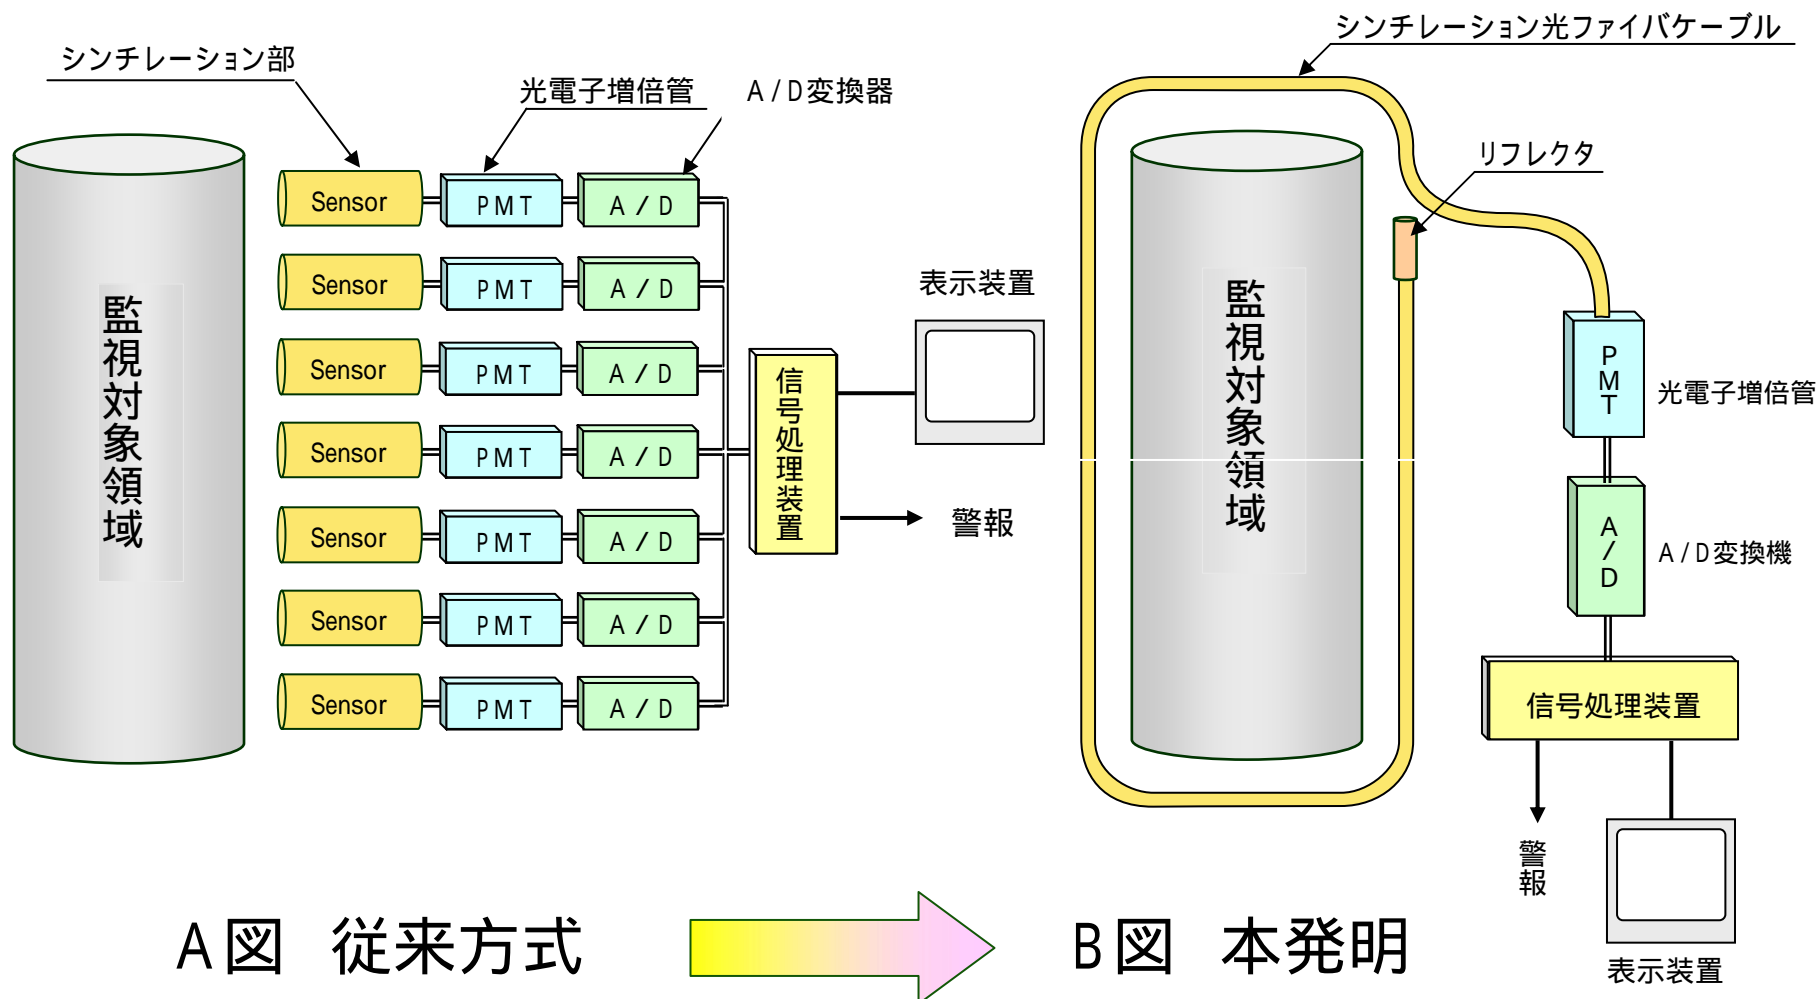 シンチレーション部
光電子増倍管
A/D変換器
Sensor
PMT
A/D
Sensor
PMT
A/D
Sensor
PMT
A/D
Sensor
PMT
A/D
Sensor
PMT
A/D
Sensor
PMT
A/D
Sensor
PMT
A/D
監視対象領域
信号処理装置
表示装置
警報
A図 従来方式
シンチレーション光ファイバケーブル
リフレクタ
監視対象領域
PMT
光電子増倍管
A/D
A/D変換機
信号処理装置
警報
表示装置
B図 本発明